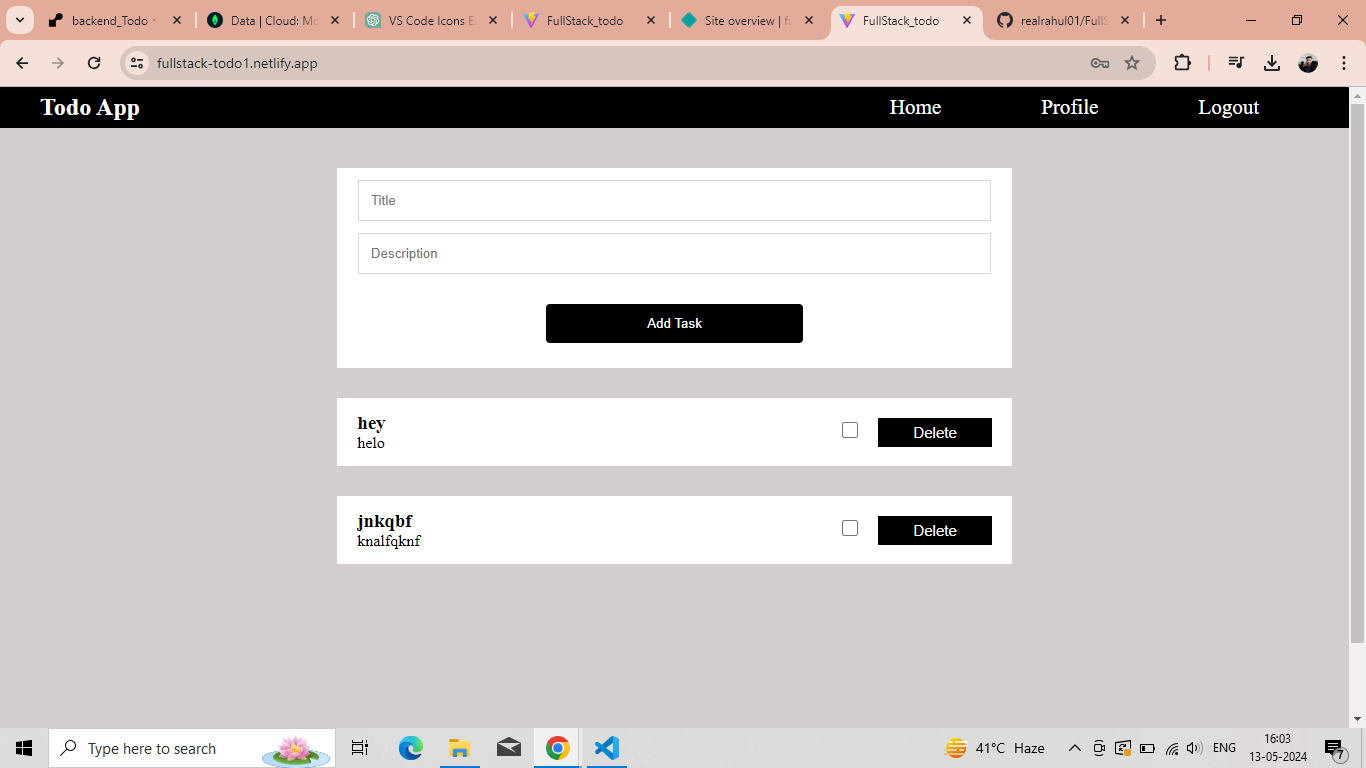 backend_Todo
Data | Cloud: Mo
VS Code Icons E
FullStack_todo
Site overview | fu
FullStack_todo
realrahul01/FullS
fullstack-todo1.netlify.app
Todo App
Home
Profile
Logout
Title
Description
Add Task
hey
helo
Delete
jnkqbf
knalfqknf
Delete
Type here to search
41°C Haze
ENG
16:03
13-05-2024
7